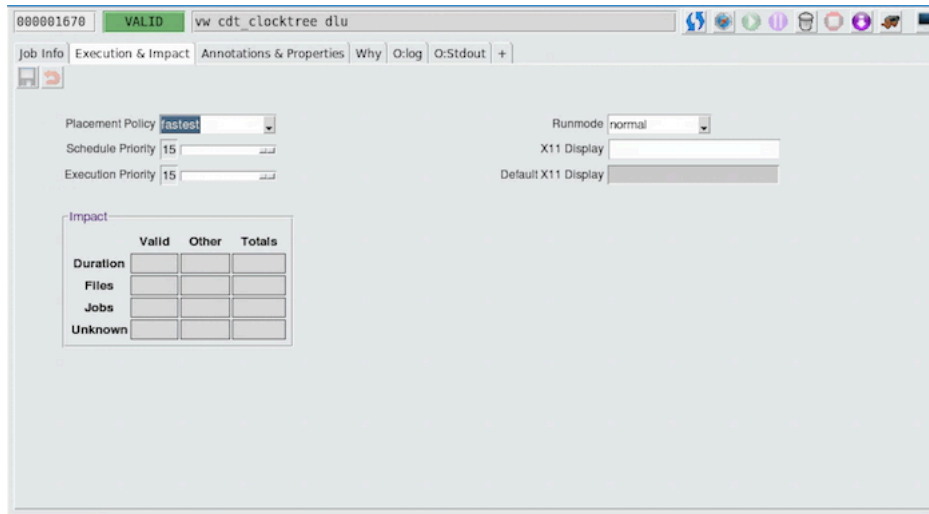 000001670 VALID vw cdt_clocktree dlu
Job Info Execution & Impact Annotations & Properties Why O:log O:Stdout +
Placement Policy fastest Runmode normal
Schedule Priority 15 X11 Display
Execution Priority 15 Default X11 Display
Impact
Valid Other Totals
Duration
Files
Jobs
Unknown